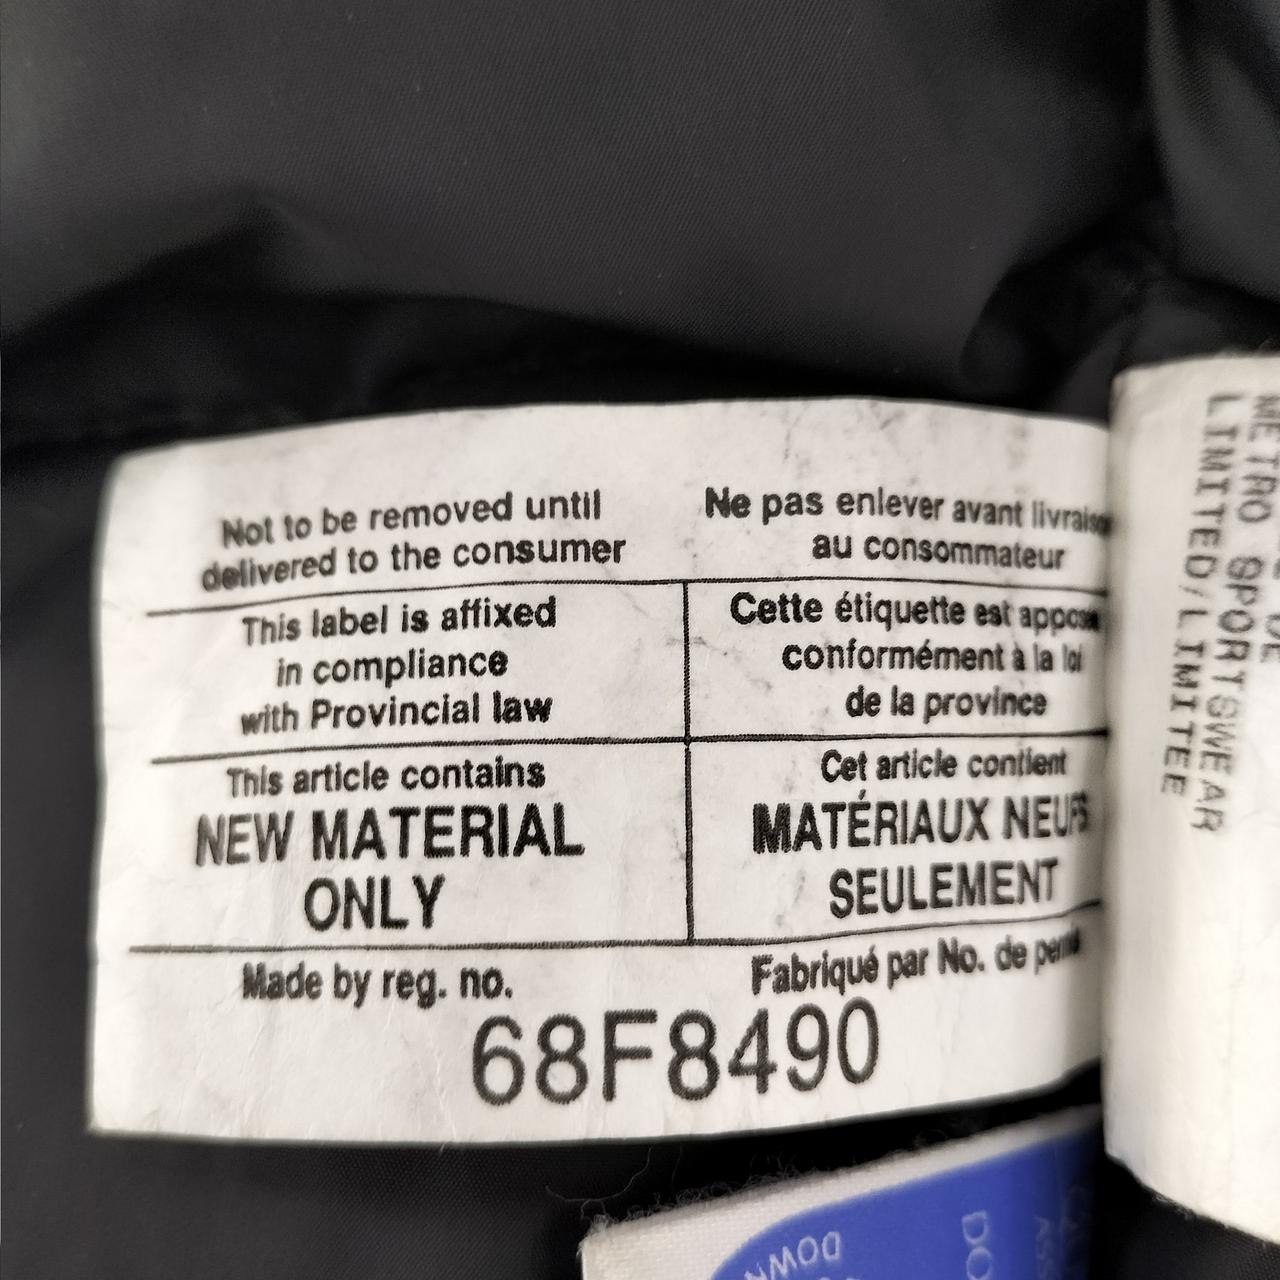 Not to be removed until
delivered to the consumer
Ne pas enlever avant livraison
au consommateur
This label is affixed
in compliance
with Provincial law
Cette étiquette est apposée
conformément à la loi
de la province
This article contains
NEW MATERIAL
ONLY
Cet article contient
MATÉRIAUX NEUFS
SEULEMENT
Made by reg. no.
Fabriqué par No. de permis
68F8490
DE
METRO SPORTSWEAR
LIMITED/LIMITEE
DOWN